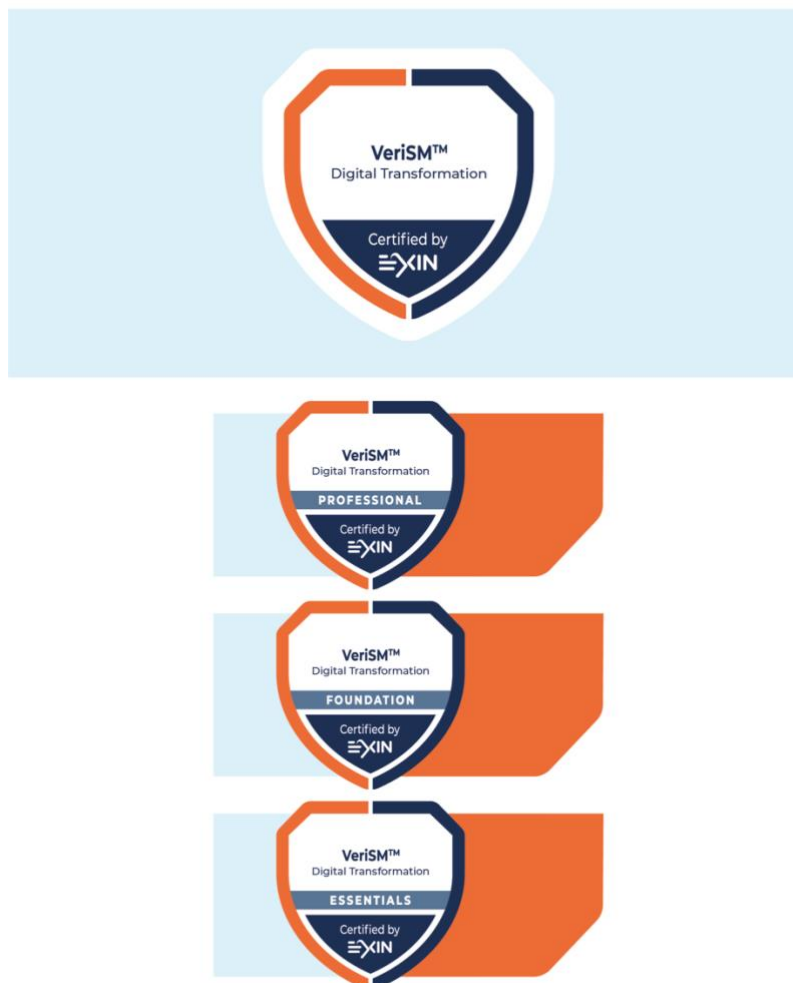 VeriSM™
Digital Transformation
Certified by
EXIN
VeriSM™
Digital Transformation
PROFESSIONAL
Certified by
EXIN
VeriSM™
Digital Transformation
FOUNDATION
Certified by
EXIN
VeriSM™
Digital Transformation
ESSENTIALS
Certified by
EXIN